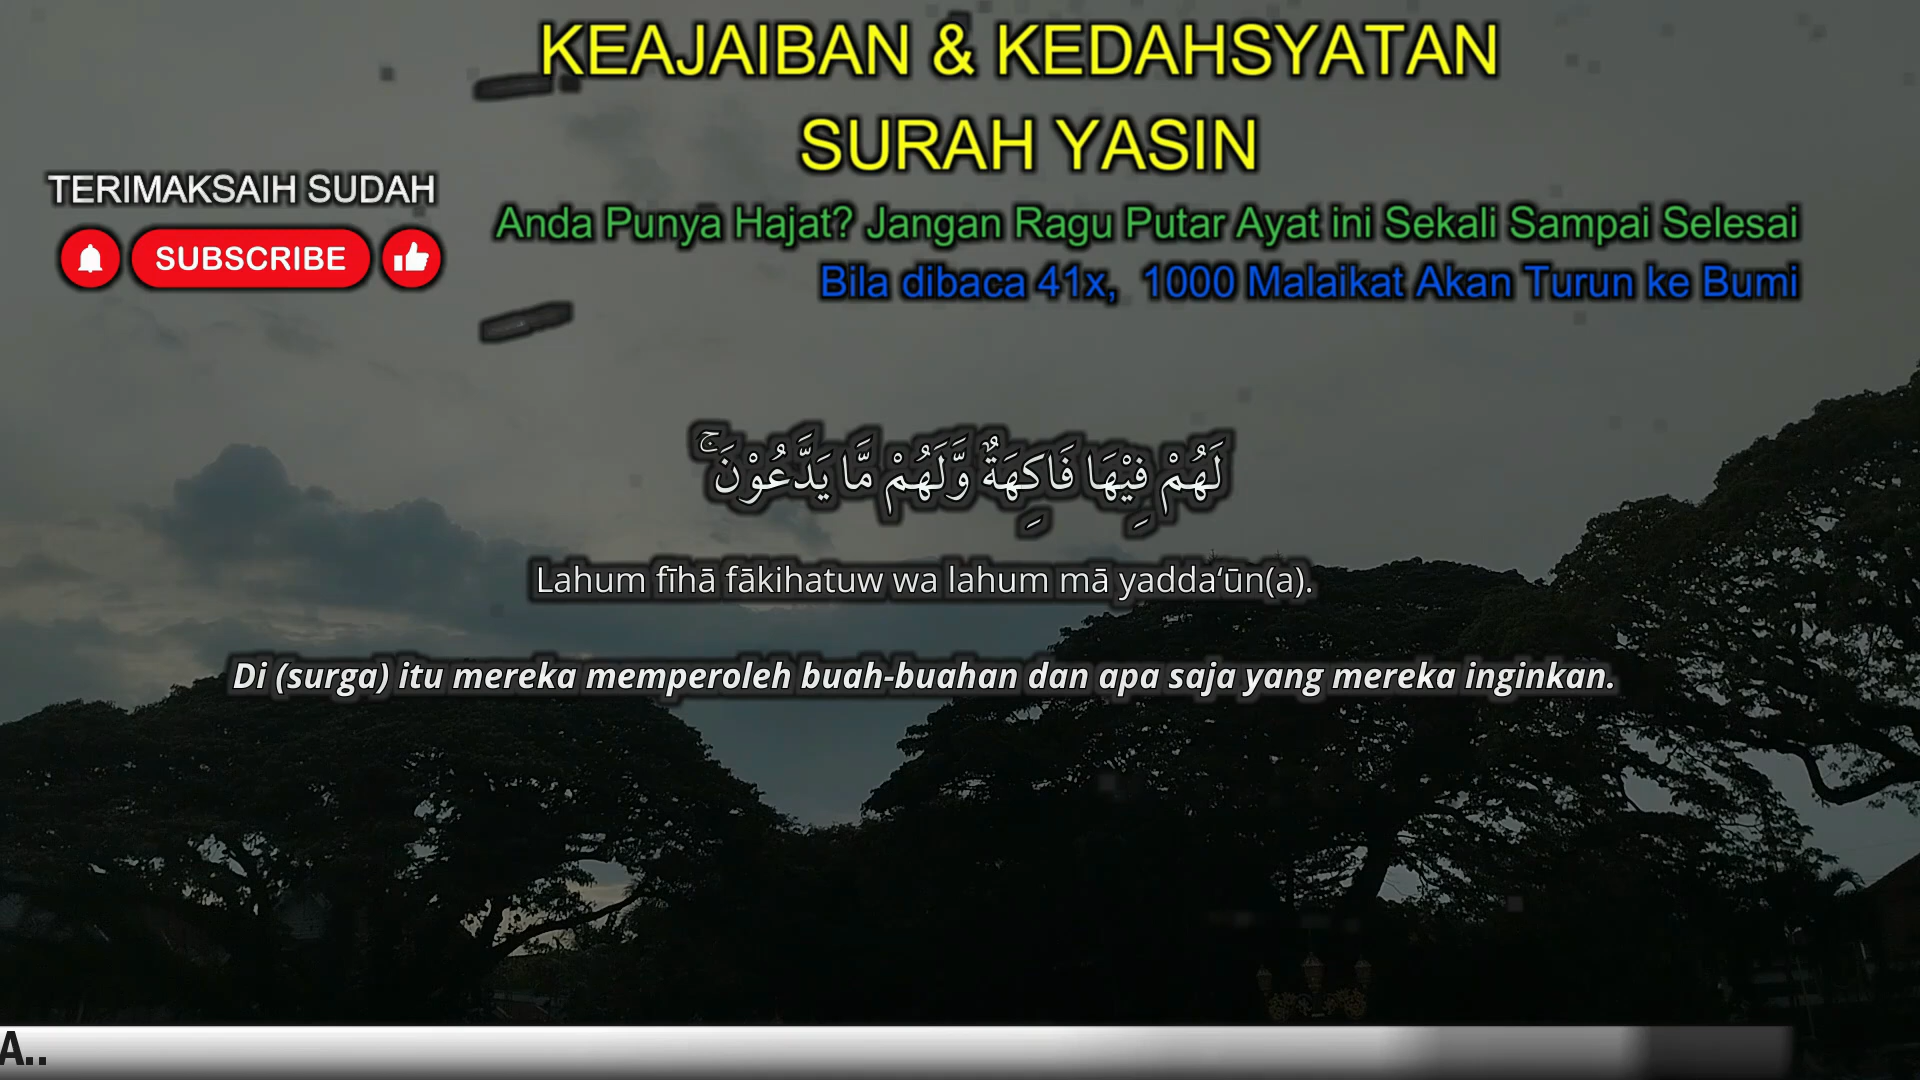 KEAJAIBAN & KEDAHSYATAN
SURAH YASIN
TERIMAKSAIH SUDAH
SUBSCRIBE
Anda Punya Hajat? Jangan Ragu Putar Ayat ini Sekali Sampai Selesai
Bila dibaca 41x, 1000 Malaikat Akan Turun ke Bumi
لَهُمْ فِيْهَا فَاكِهَةٌ وَّلَهُمْ مَّا يَدَّعُوْنَ ۚ
Lahum fīhā fākihatuw wa lahum mā yadda‘ūn(a).
Di (surga) itu mereka memperoleh buah-buahan dan apa saja yang mereka inginkan.
A..